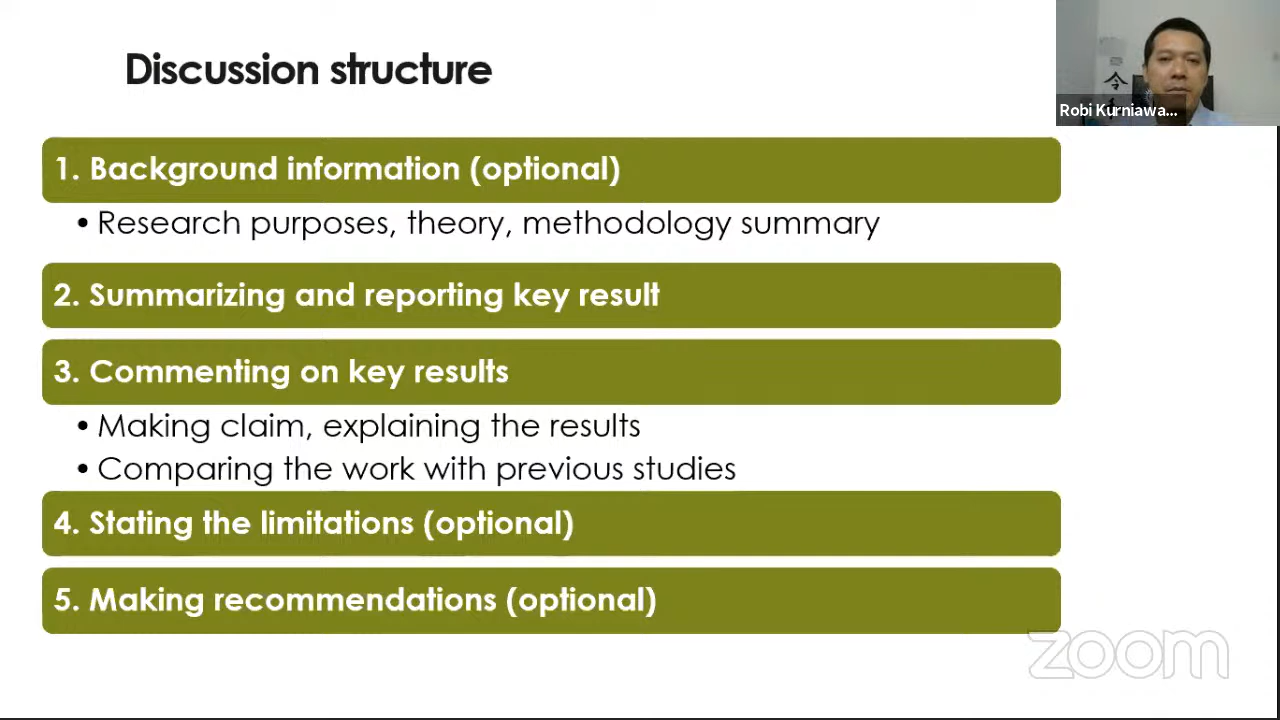 Discussion structure
Robi Kurniawa...
令
1. Background information (optional)
• Research purposes, theory, methodology summary
2. Summarizing and reporting key result
3. Commenting on key results
• Making claim, explaining the results
• Comparing the work with previous studies
4. Stating the limitations (optional)
5. Making recommendations (optional)
zoom